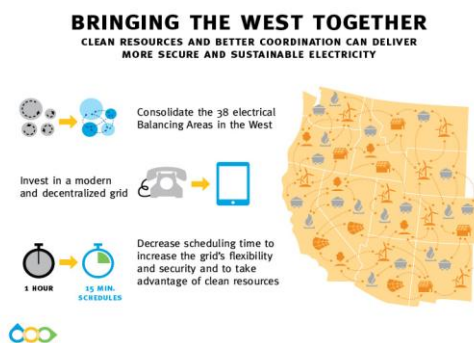 BRINGING THE WEST TOGETHER
CLEAN RESOURCES AND BETTER COORDINATION CAN DELIVER
MORE SECURE AND SUSTAINABLE ELECTRICITY
Consolidate the 38 electrical
Balancing Areas in the West
Invest in a modern
and decentralized grid
Decrease scheduling time to
increase the grid's flexibility
and security and to take
advantage of clean resources
1 HOUR
15 MIN.
SCHEDULES